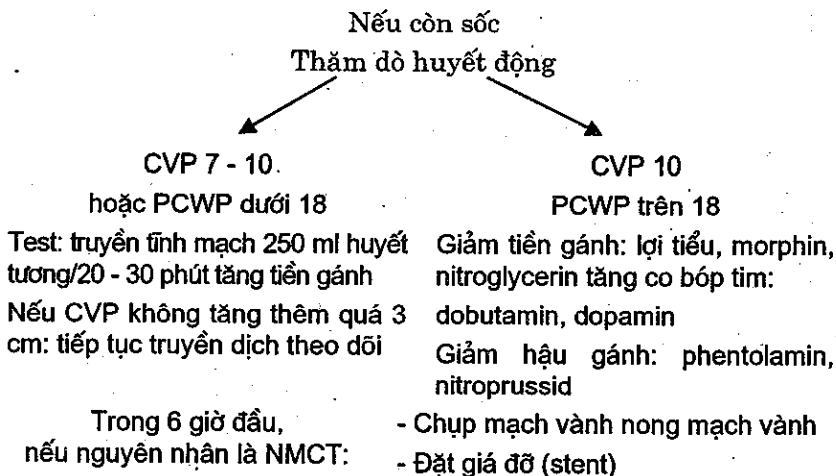 Nếu còn sốc
Thăm dò huyết động
CVP 7 - 10.
hoặc PCWP dưới 18
Test: truyền tĩnh mạch 250 ml huyết
tương/20 - 30 phút tăng tiền gánh
Nếu CVP không tăng thêm quá 3
cm: tiếp tục truyền dịch theo dõi
CVP 10
PCWP trên 18
Giảm tiền gánh: lợi tiểu, morphin,
nitroglycerin tăng co bóp tim:
dobutamin, dopamin
Giảm hậu gánh: phentolamin,
nitroprussid
Trong 6 giờ đầu,
nếu nguyên nhân là NMCT:
- Chụp mạch vành nong mạch vành
- Đặt giá đỡ (stent)